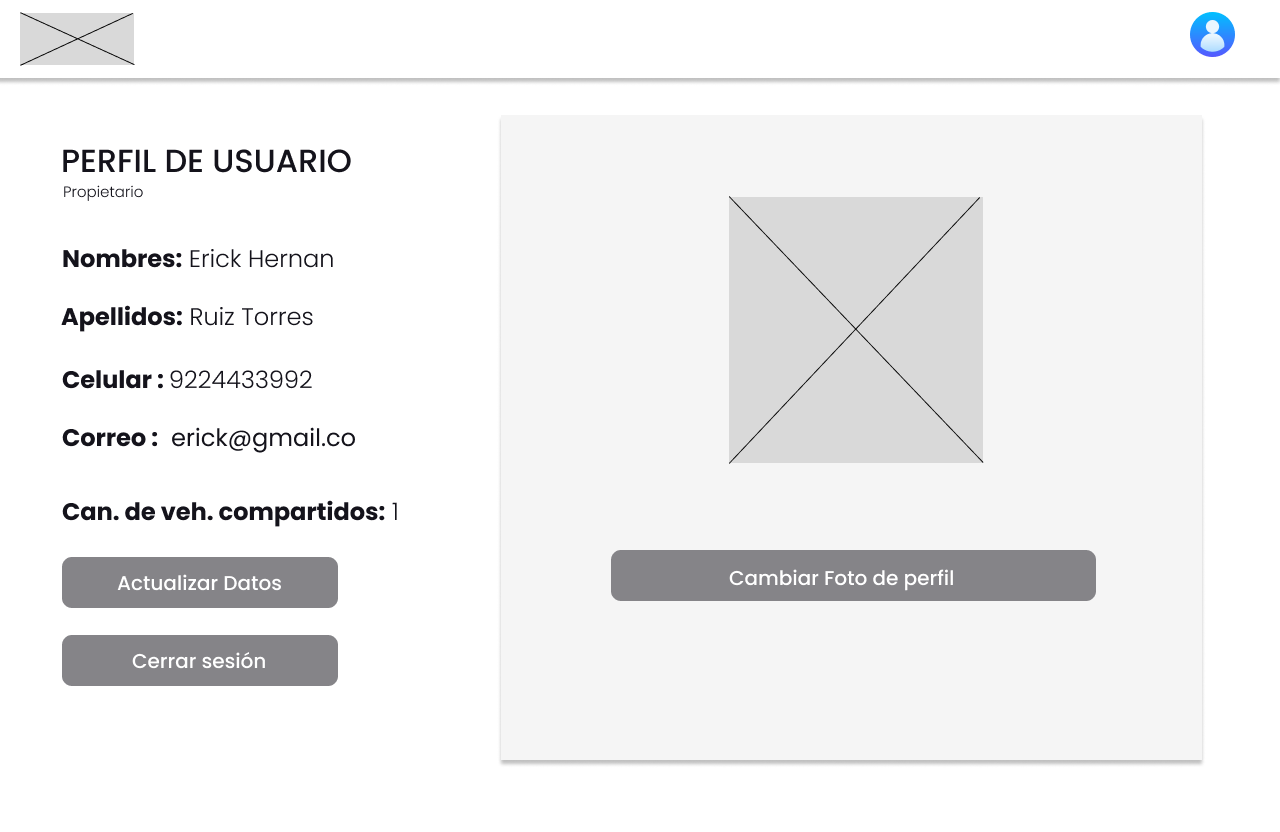 PERFIL DE USUARIO
Propietario
Nombres: Erick Hernan
Apellidos: Ruiz Torres
Celular : 9224433992
Correo : erick@gmail.co
Can. de veh. compartidos: 1
Actualizar Datos
Cerrar sesión
Cambiar Foto de perfil